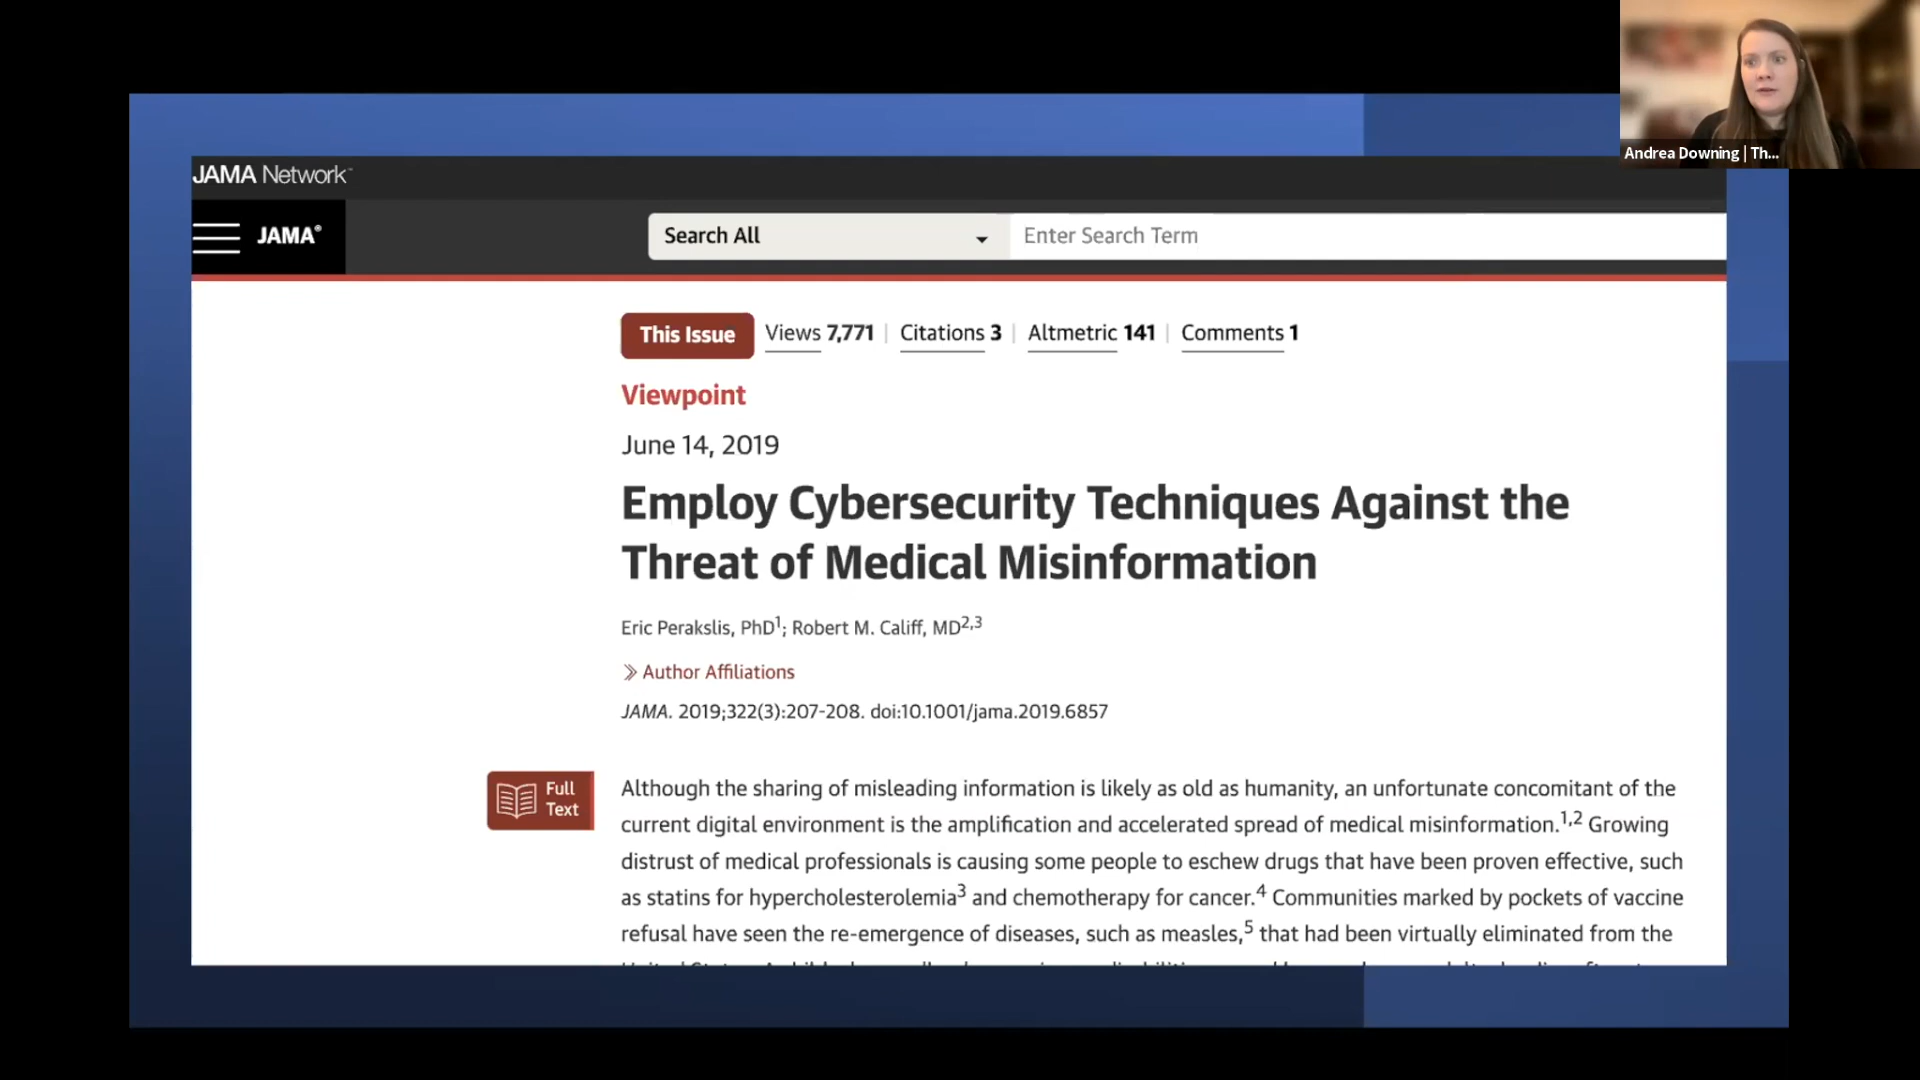 Andrea Downing | Th...
JAMA Network™
JAMA®
Search All
Enter Search Term
This Issue
Views 7,771 | Citations 3 | Altmetric 141 | Comments 1
Viewpoint
June 14, 2019
Employ Cybersecurity Techniques Against the
Threat of Medical Misinformation
Eric Perakslis, PhD1; Robert M. Califf, MD2,3
Author Affiliations
JAMA. 2019;322(3):207-208. doi:10.1001/jama.2019.6857
Full
Text
Although the sharing of misleading information is likely as old as humanity, an unfortunate concomitant of the
current digital environment is the amplification and accelerated spread of medical misinformation.1,2 Growing
distrust of medical professionals is causing some people to eschew drugs that have been proven effective, such
as statins for hypercholesterolemia3 and chemotherapy for cancer.4 Communities marked by pockets of vaccine
refusal have seen the re-emergence of diseases, such as measles,5 that had been virtually eliminated from the